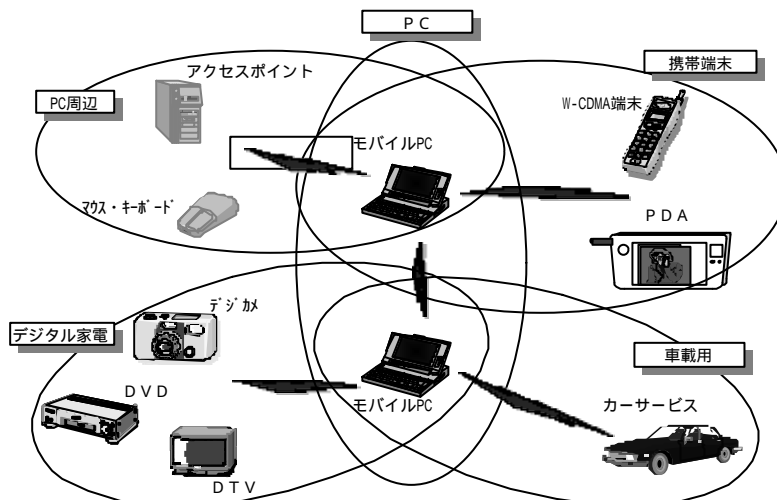 ＰＣ
アクセスポイント
携帯端末
PC周辺
W-CDMA端末
モバイルPC
ﾏｳｽ・ｷｰﾎﾞｰﾄﾞ
ＰＤＡ
ﾃﾞｼﾞｶﾒ
デジタル家電
車載用
ＤＶＤ
モバイルPC
カーサービス
ＤＴＶ